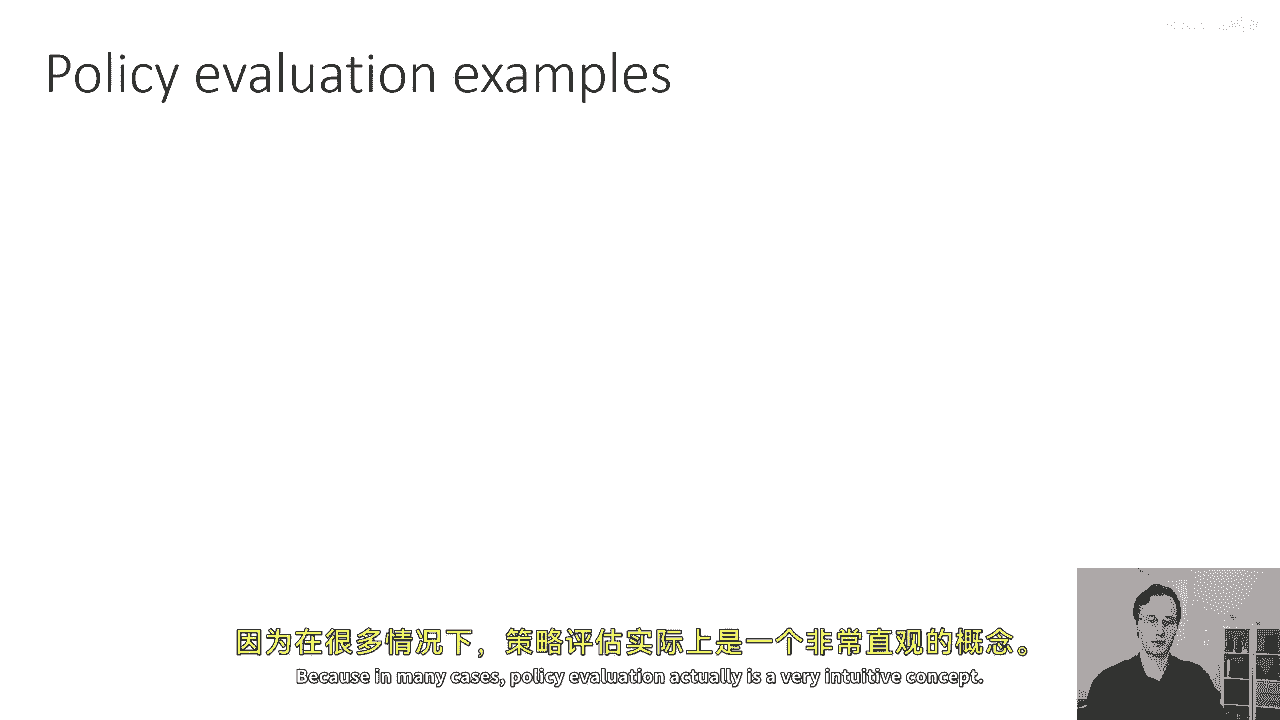 Policy evaluation examples
因为在很多情况下，策略评估实际上是一个非常直观的概念。
Because in many cases, policy evaluation actually is a very intuitive concept.